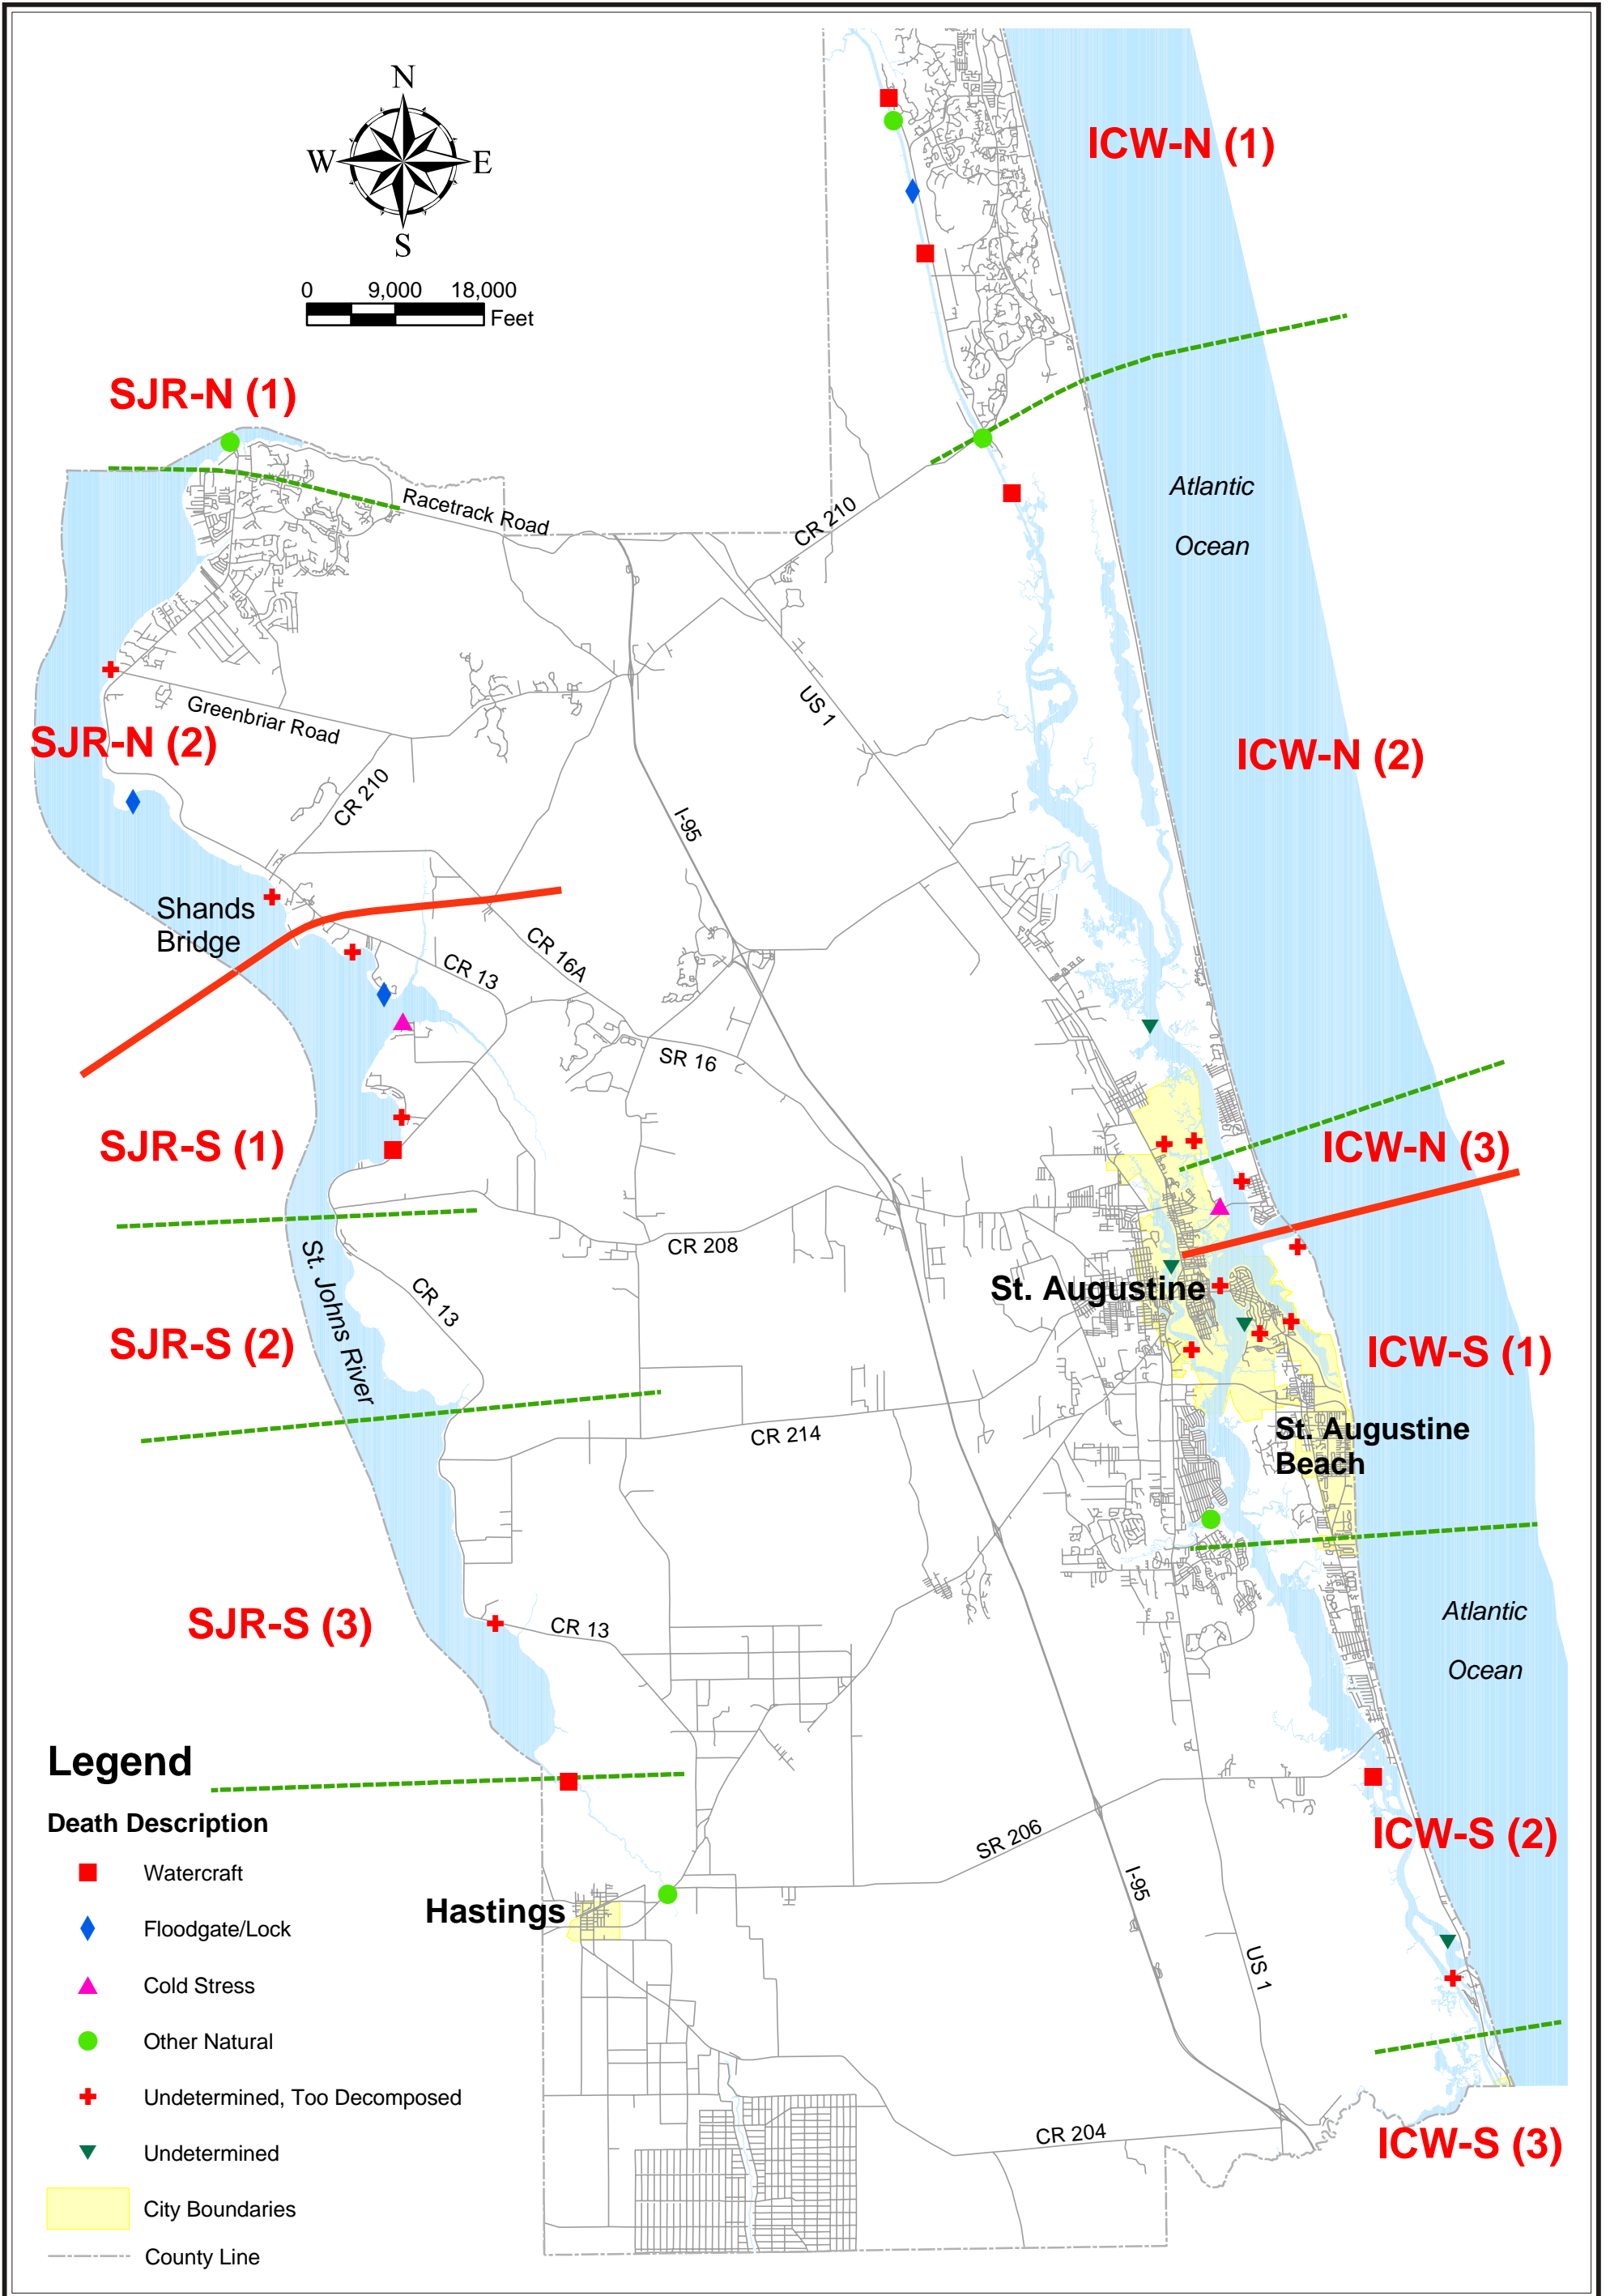 N
W
E
S
0 9,000 18,000
Feet
ICW-N (1)
SJR-N (1)
Racetrack Road
CR 210
Atlantic
Ocean
Greenbriar Road
SJR-N (2)
CR 210
US 1
I-95
ICW-N (2)
Shands
Bridge
CR 13
CR 16A
SR 16
SJR-S (1)
ICW-N (3)
CR 208
St. Johns River
CR 13
St. Augustine
SJR-S (2)
ICW-S (1)
CR 214
St. Augustine
Beach
SJR-S (3)
CR 13
Atlantic
Ocean
SR 206
ICW-S (2)
I-95
US 1
Hastings
CR 204
ICW-S (3)
Legend
Death Description
Watercraft
Floodgate/Lock
Cold Stress
Other Natural
Undetermined, Too Decomposed
Undetermined
City Boundaries
County Line